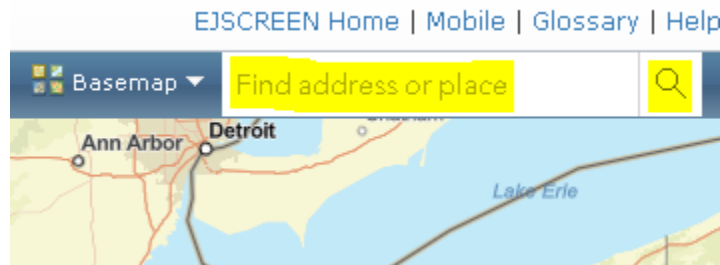 EJSCREEN Home | Mobile | Glossary | Help
Basemap
Find address or place
Detroit
Ann Arbor
Lake Erie